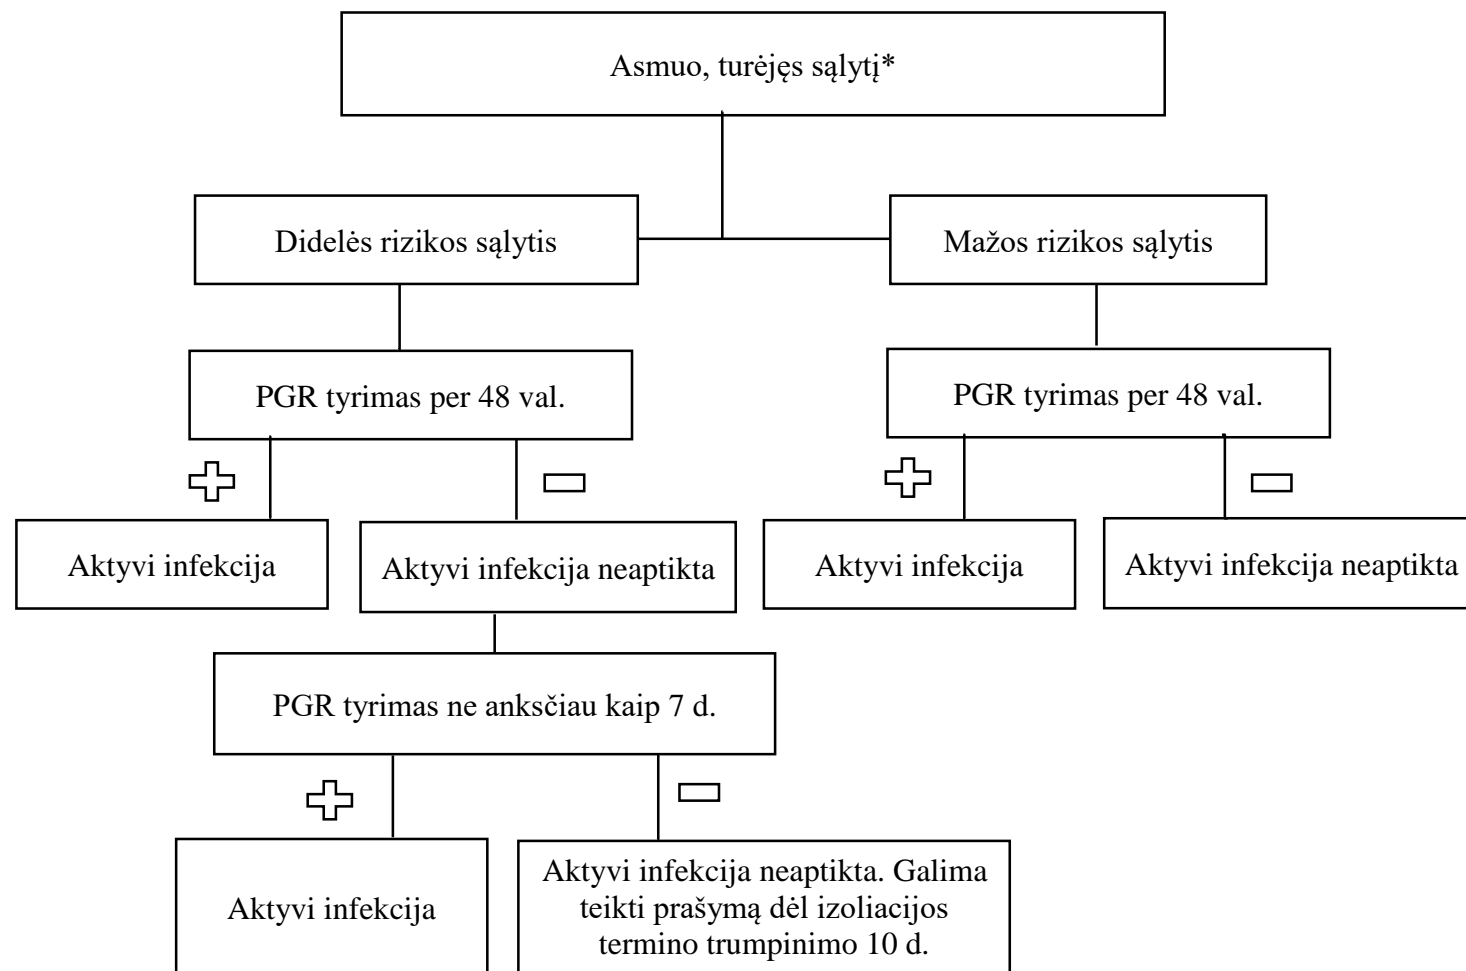 Asmuo, turėjęs sąlytį*
Didelės rizikos sąlytis
Mažos rizikos sąlytis
PGR tyrimas per 48 val.
PGR tyrimas per 48 val.
Aktyvi infekcija
Aktyvi infekcija neaptikta
Aktyvi infekcija
Aktyvi infekcija neaptikta
PGR tyrimas ne anksčiau kaip 7 d.
Aktyvi infekcija
Aktyvi infekcija neaptikta. Galima
teikti prašymą dėl izoliacijos
termino trumpinimo 10 d.